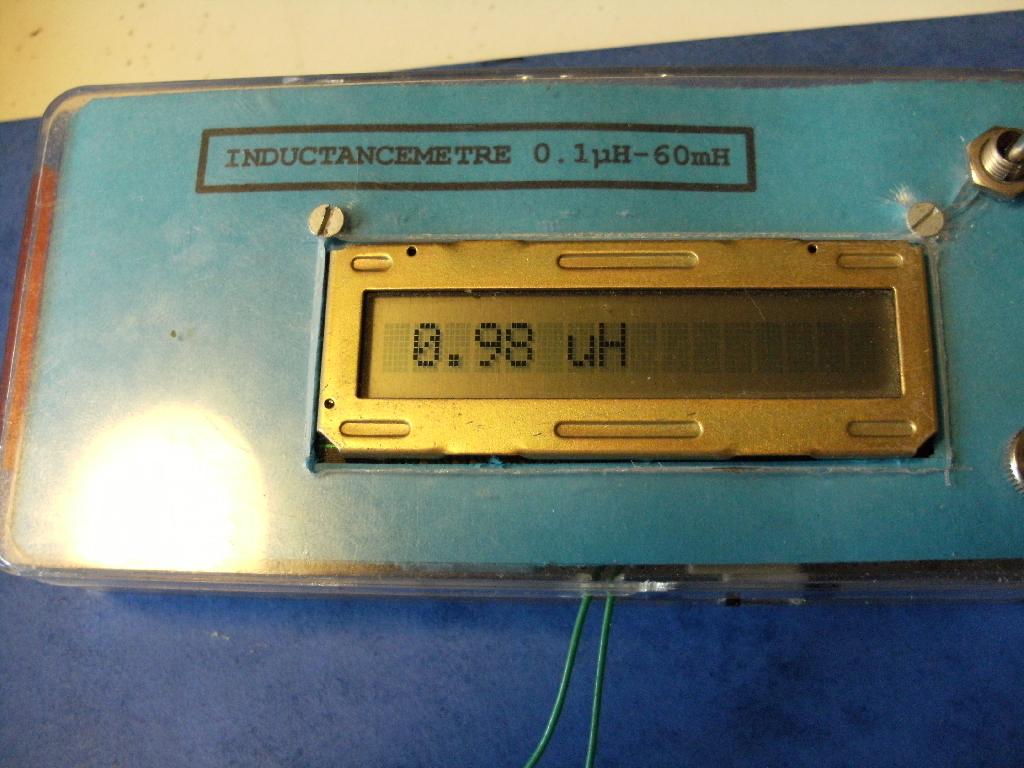 INDUCTANCEMETRE 0.1µH-60mH
0.98 uH